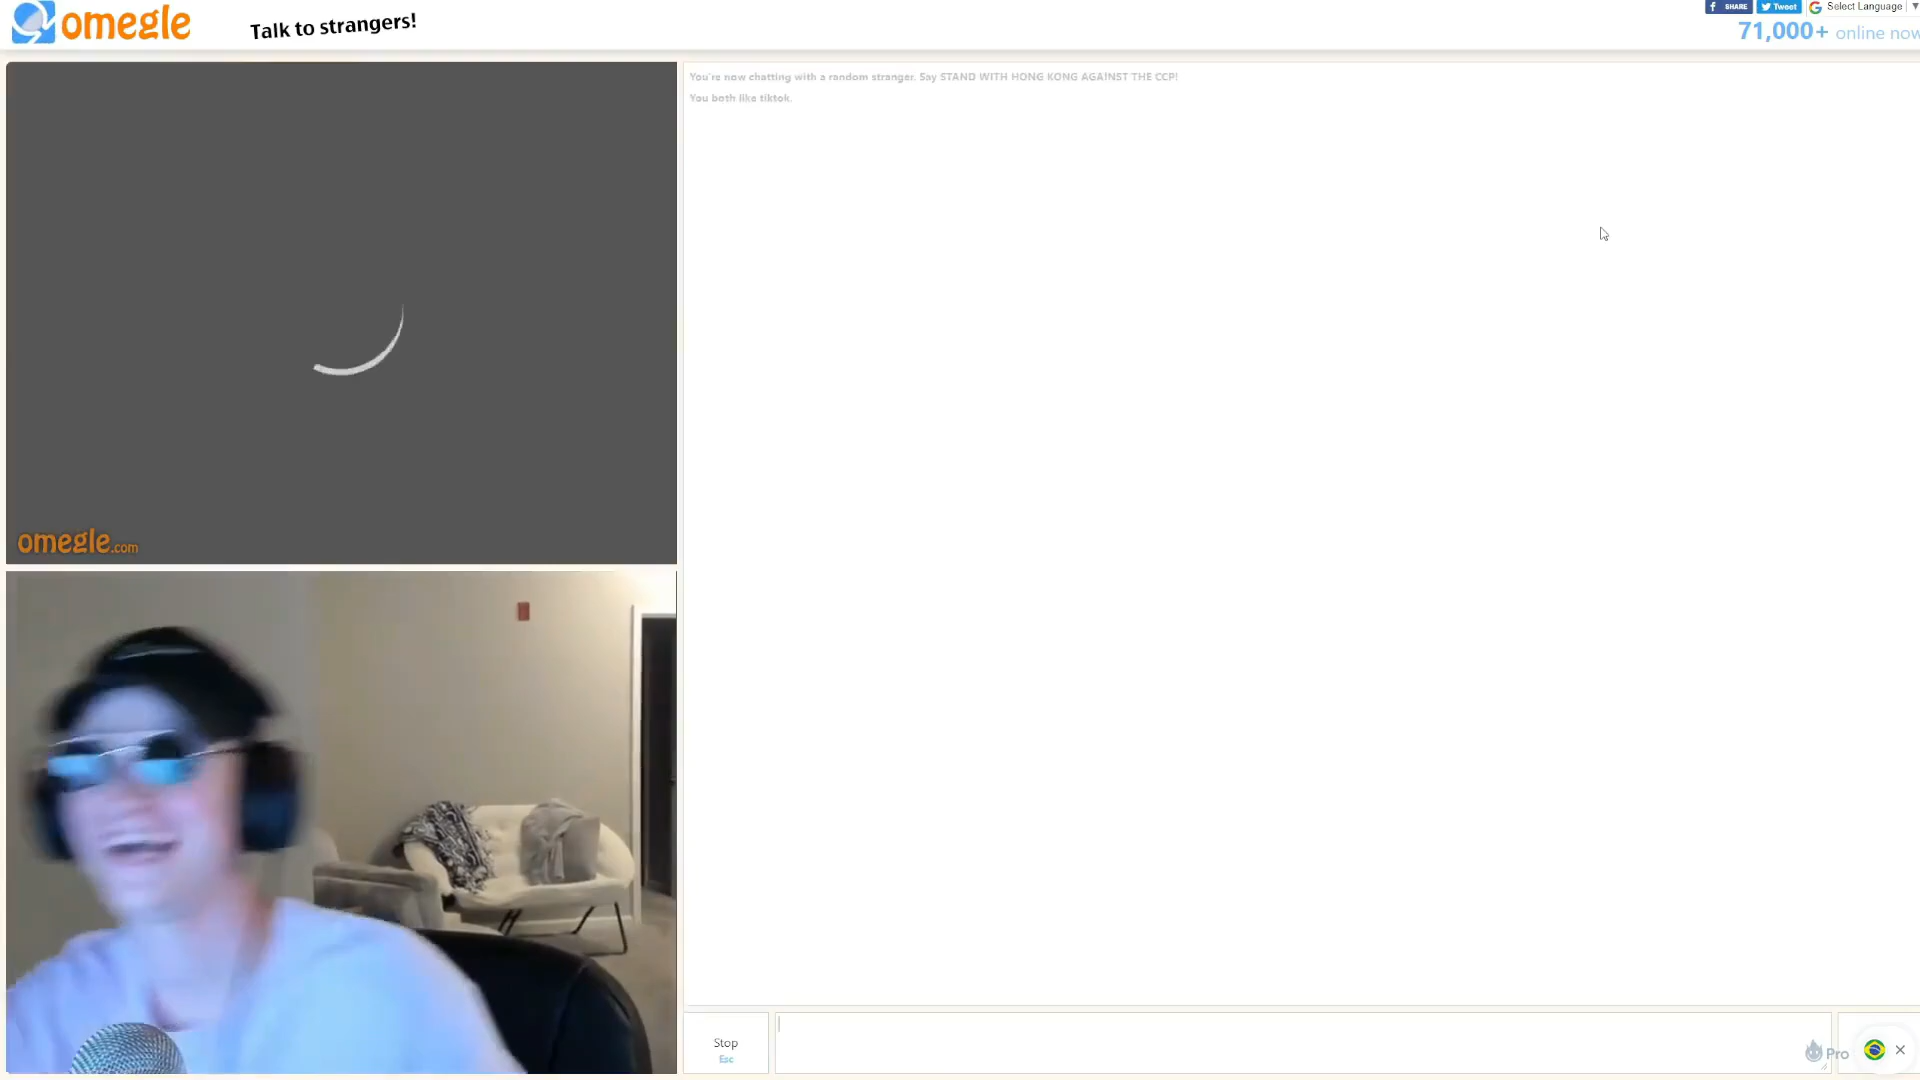 omegle
Talk to strangers!
SHARE
Tweet
Select Language
71,000+ online now
You're now chatting with a random stranger. Say STAND WITH HONG KONG AGAINST THE CCP!
You both like tiktok.
omegle.com
Stop
Esc
Pro